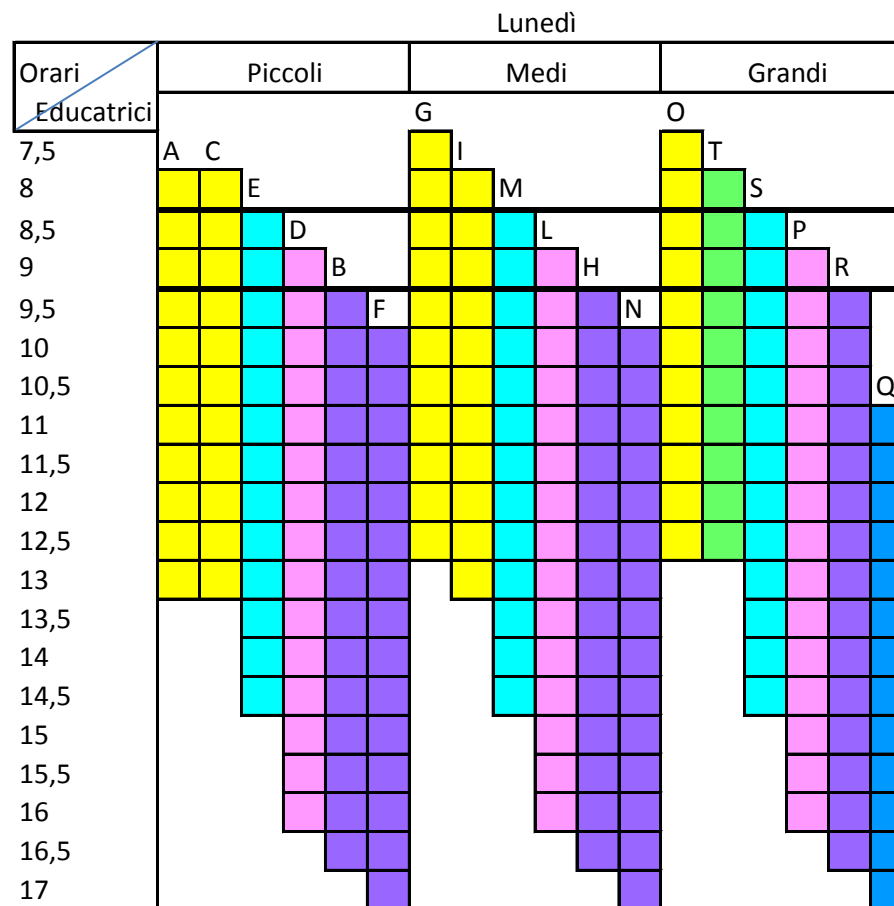 Lunedì
Orari Piccoli Medi Grandi
Educatrici G O
7,5 A C I T
8 E M S
8,5 D L P
9 B H R
9,5 F N
10
10,5 Q
11
11,5
12
12,5
13
13,5
14
14,5
15
15,5
16
16,5
17